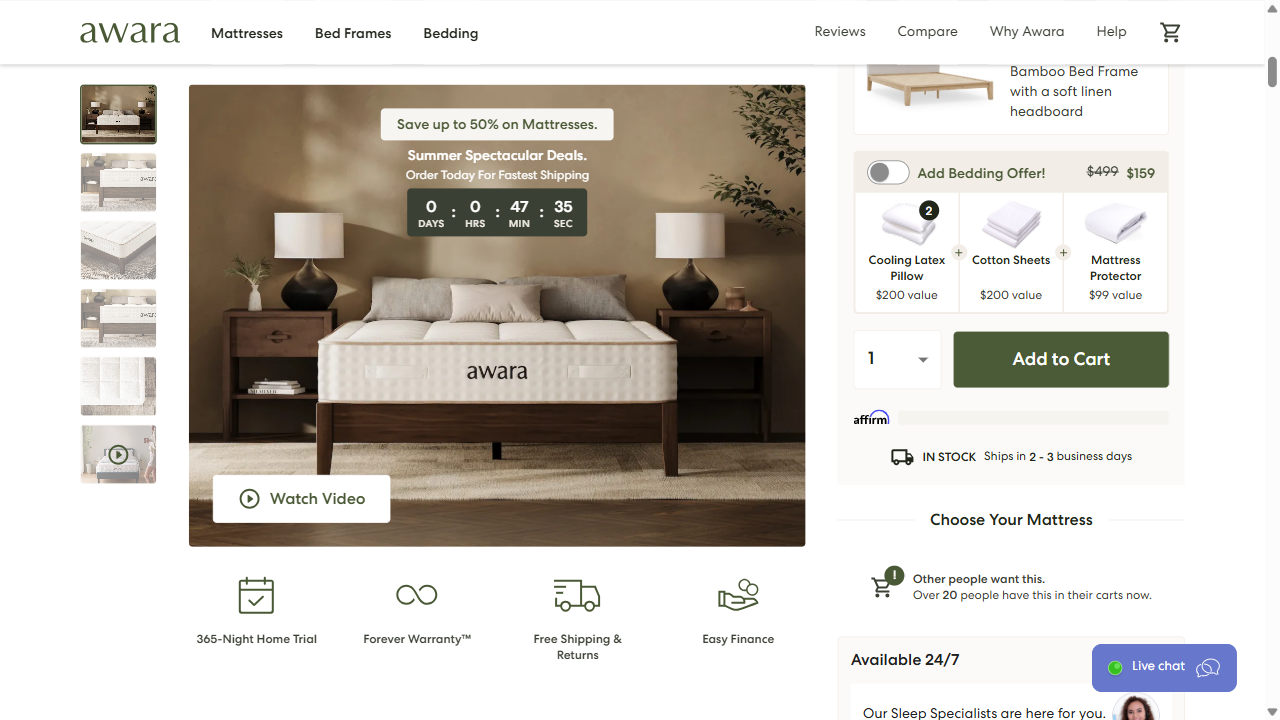 awara
Mattresses
Bed Frames
Bedding
Reviews
Compare
Why Awara
Help
Save up to 50% on Mattresses.
Summer Spectacular Deals.
Order Today For Fastest Shipping
0 : 0 : 47 : 35
DAYS HRS MIN SEC
awara
Watch Video
365-Night Home Trial
Forever Warranty™
Free Shipping &
Returns
Easy Finance
Bamboo Bed Frame
with a soft linen
headboard
Add Bedding Offer! $499 $159
2
Cooling Latex
Pillow
$200 value
+
Cotton Sheets
$200 value
+
Mattress
Protector
$99 value
1
Add to Cart
affirm
IN STOCK Ships in 2 - 3 business days
Choose Your Mattress
!
Other people want this.
Over 20 people have this in their carts now.
Available 24/7
Our Sleep Specialists are here for you.
Live chat